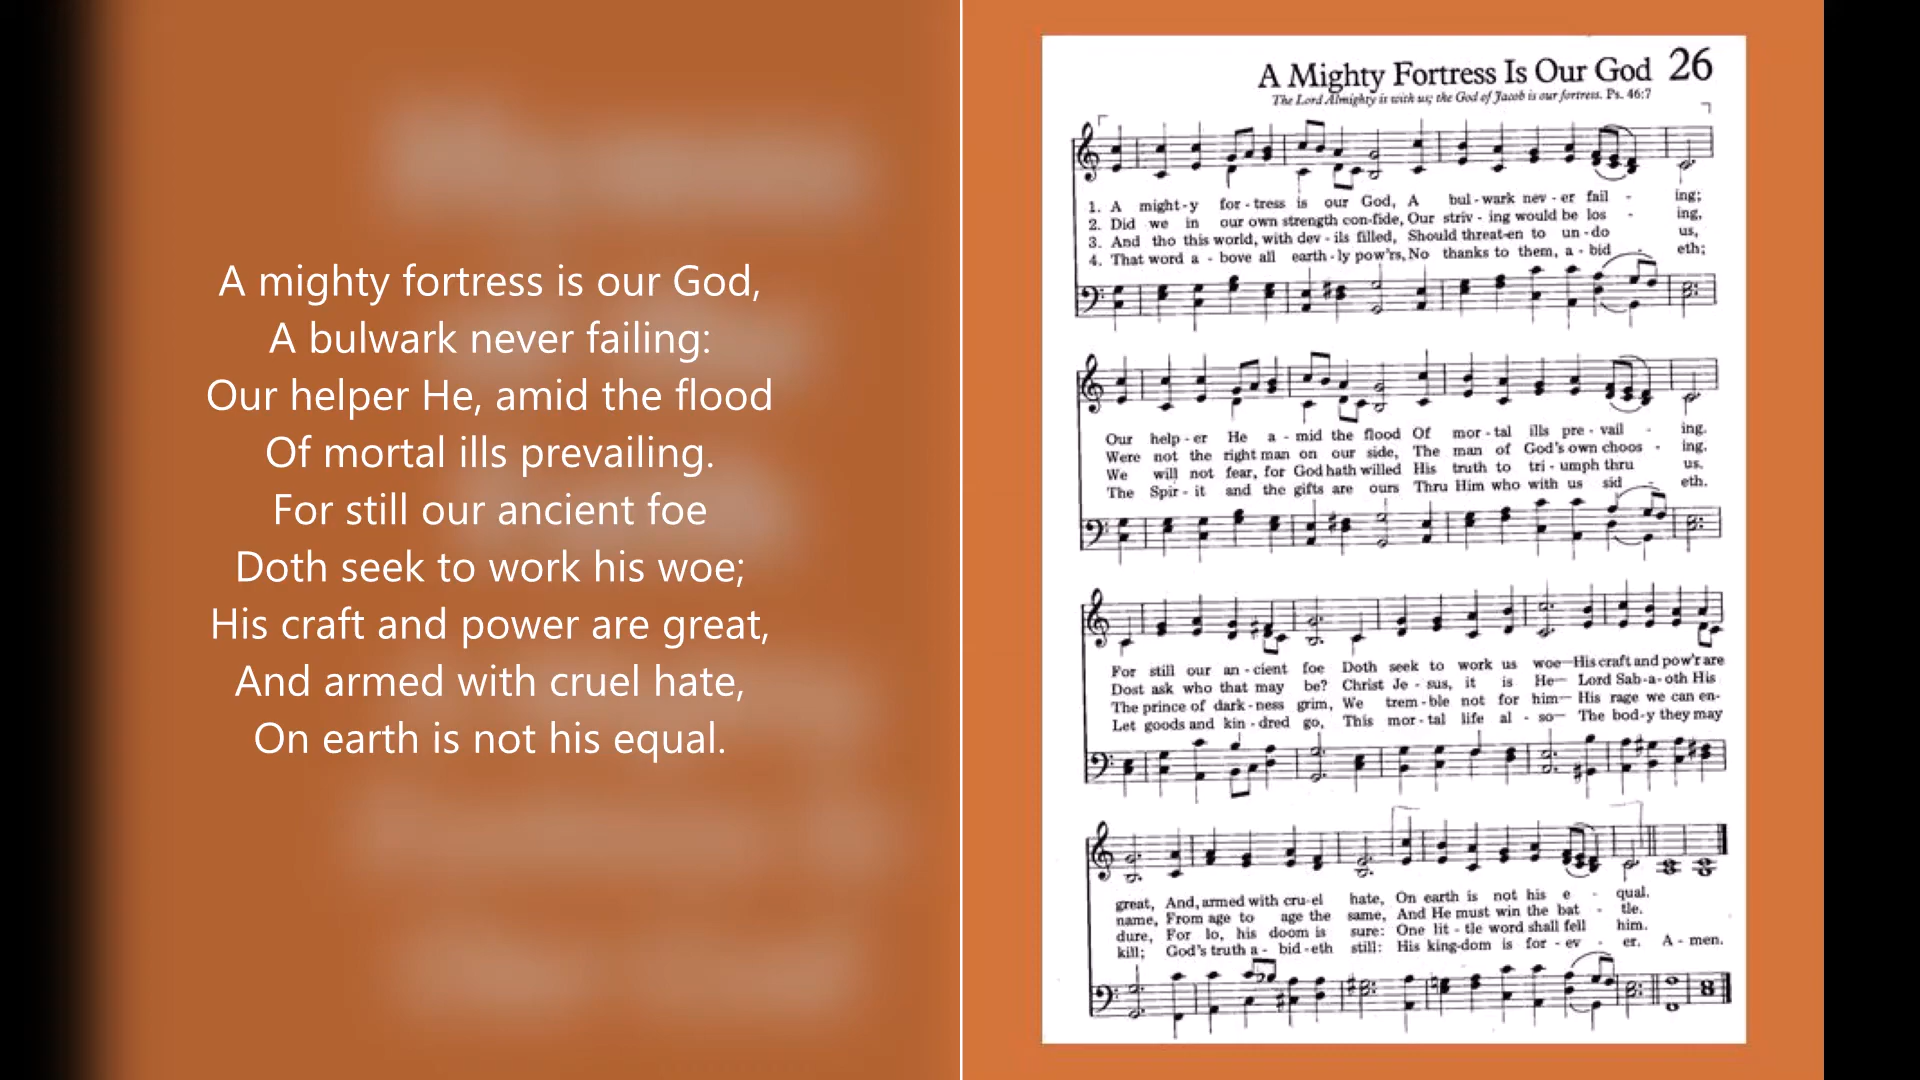 A mighty fortress is our God,
A bulwark never failing:
Our helper He, amid the flood
Of mortal ills prevailing.
For still our ancient foe
Doth seek to work his woe;
His craft and power are great,
And armed with cruel hate,
On earth is not his equal.
A Mighty Fortress Is Our God 26
The Lord Almighty is with us; the God of Jacob is our fortress. Ps. 46:7
1. A might-y for-tress is our God, A bul-wark nev-er fail - ing;
2. Did we in our own strength con-fide, Our striv-ing would be los - ing,
3. And tho this world, with dev-ils filled, Should threat-en to un-do us,
4. That word a-bove all earth-ly pow'rs, No thanks to them, a-bid - eth;
Our help-er He a-mid the flood Of mor-tal ills pre-vail - ing.
Were not the right man on our side, The man of God's own choos - ing.
We will not fear, for God hath willed His truth to tri-umph thru us.
The Spir-it and the gifts are ours Thru Him who with us sid - eth.
For still our an-cient foe Doth seek to work us woe—His craft and pow'r are
Dost ask who that may be? Christ Je-sus, it is He— Lord Sab-a-oth His
The prince of dark-ness grim, We trem-ble not for him— His rage we can en-
Let goods and kin-dred go, This mor-tal life al-so— The bod-y they may
great, And, armed with cru-el hate, On earth is not his e - qual.
name, From age to age the same, And He must win the bat - tle.
dure, For lo, his doom is sure: One lit-tle word shall fell him.
kill; God's truth a-bid-eth still: His king-dom is for-ev - er. A-men.